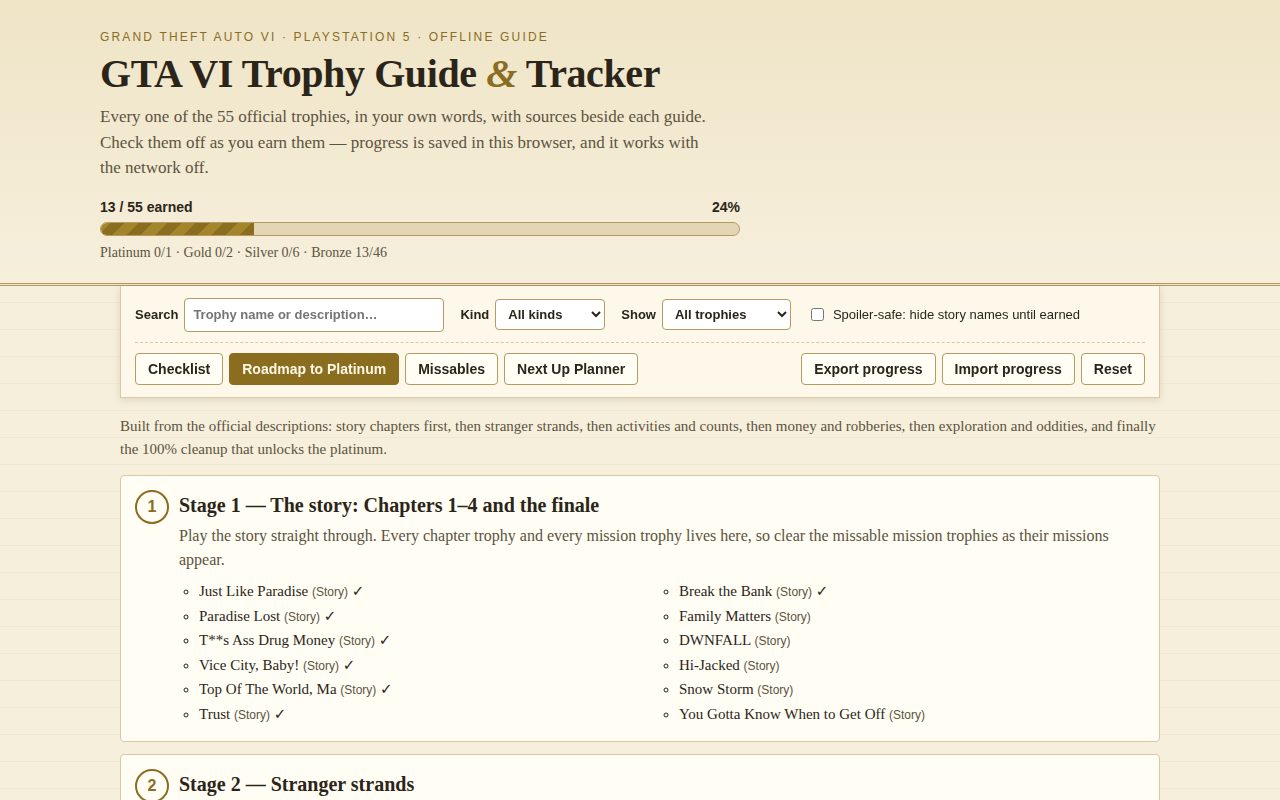 GRAND THEFT AUTO VI · PLAYSTATION 5 · OFFLINE GUIDE
GTA VI Trophy Guide & Tracker
Every one of the 55 official trophies, in your own words, with sources beside each guide.
Check them off as you earn them — progress is saved in this browser, and it works with
the network off.
13 / 55 earned 24%
Platinum 0/1 · Gold 0/2 · Silver 0/6 · Bronze 13/46
Search Trophy name or description… Kind All kinds Show All trophies Spoiler-safe: hide story names until earned
Checklist Roadmap to Platinum Missables Next Up Planner Export progress Import progress Reset
Built from the official descriptions: story chapters first, then stranger strands, then activities and counts, then money and robberies, then exploration and oddities, and finally
the 100% cleanup that unlocks the platinum.
1 Stage 1 — The story: Chapters 1–4 and the finale
Play the story straight through. Every chapter trophy and every mission trophy lives here, so clear the missable mission trophies as their missions
appear.
Just Like Paradise (Story) ✓
Paradise Lost (Story) ✓
T**s Ass Drug Money (Story) ✓
Vice City, Baby! (Story) ✓
Top Of The World, Ma (Story) ✓
Trust (Story) ✓
Break the Bank (Story) ✓
Family Matters (Story)
DWNFALL (Story)
Hi-Jacked (Story)
Snow Storm (Story)
You Gotta Know When to Get Off (Story)
2 Stage 2 — Stranger strands